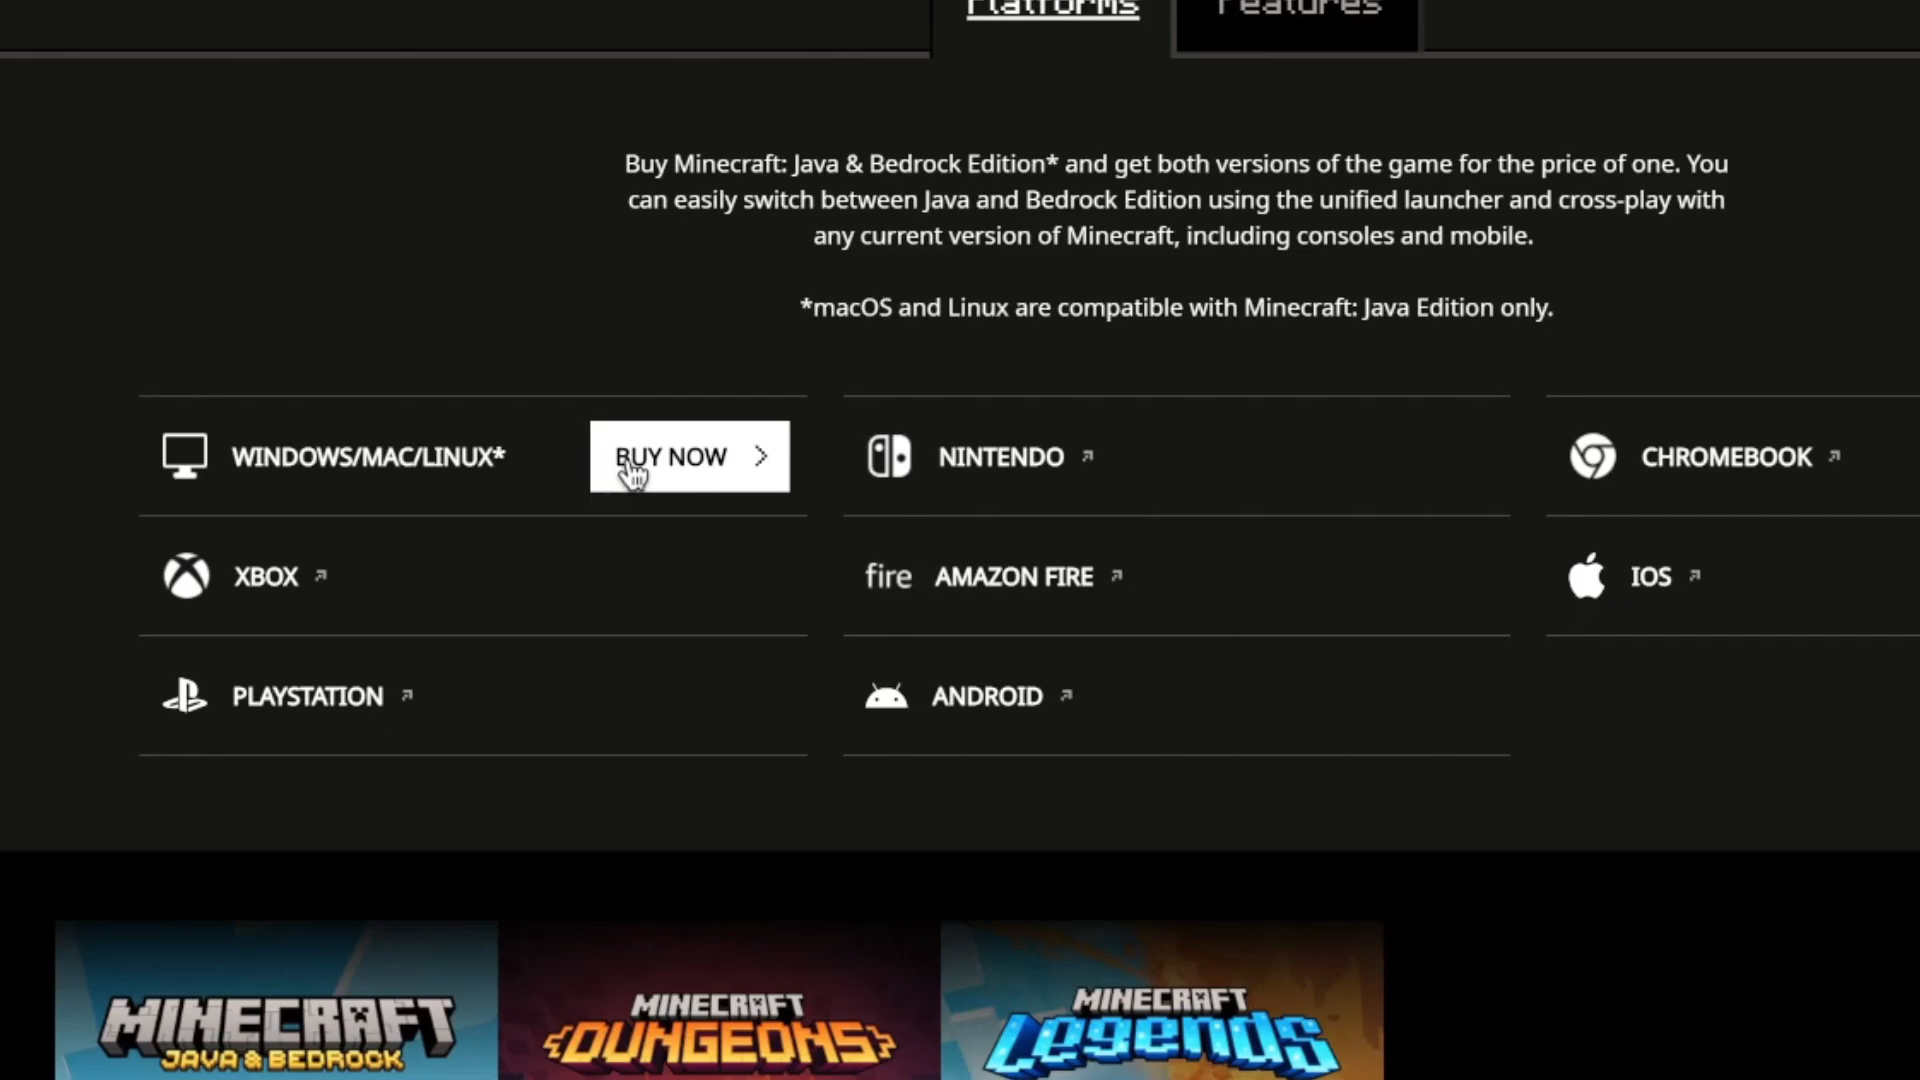 Platforms
Features
Buy Minecraft: Java & Bedrock Edition* and get both versions of the game for the price of one. You
can easily switch between Java and Bedrock Edition using the unified launcher and cross-play with
any current version of Minecraft, including consoles and mobile.
*macOS and Linux are compatible with Minecraft: Java Edition only.
WINDOWS/MAC/LINUX*
BUY NOW
NINTENDO
CHROMEBOOK
XBOX
fire
AMAZON FIRE
IOS
PLAYSTATION
ANDROID
MINECRAFT
JAVA & BEDROCK
MINECRAFT
DUNGEONS
MINECRAFT
Legends